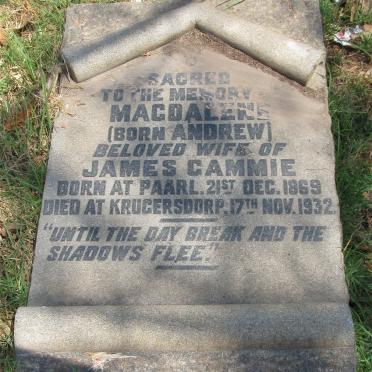 SACRED
TO THE MEMORY
MAGDALENE
(BORN ANDREW)
BELOVED WIFE OF
JAMES CAMMIE
BORN AT PAARL, 21ST DEC. 1869
DIED AT KRUGERSDORP, 17TH NOV. 1932.
"UNTIL THE DAY BREAK AND THE
SHADOWS FLEE."